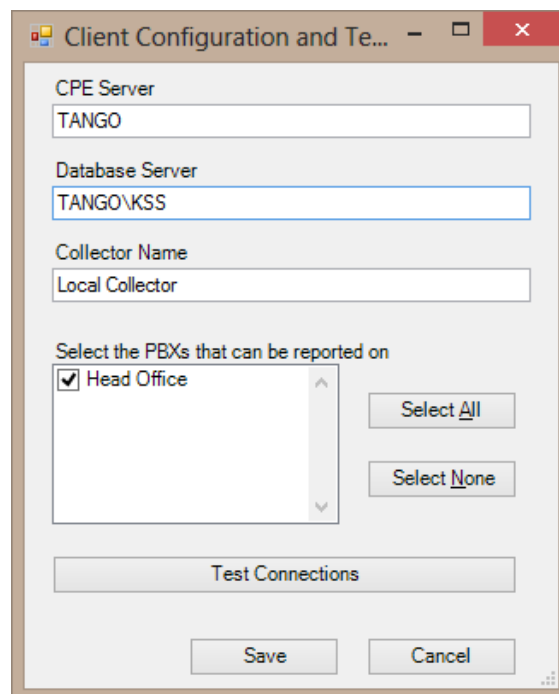 Client Configuration and Te...
CPE Server
TANGO
Database Server
TANGO\KSS
Collector Name
Local Collector
Select the PBXs that can be reported on
Head Office
Select All
Select None
Test Connections
Save
Cancel